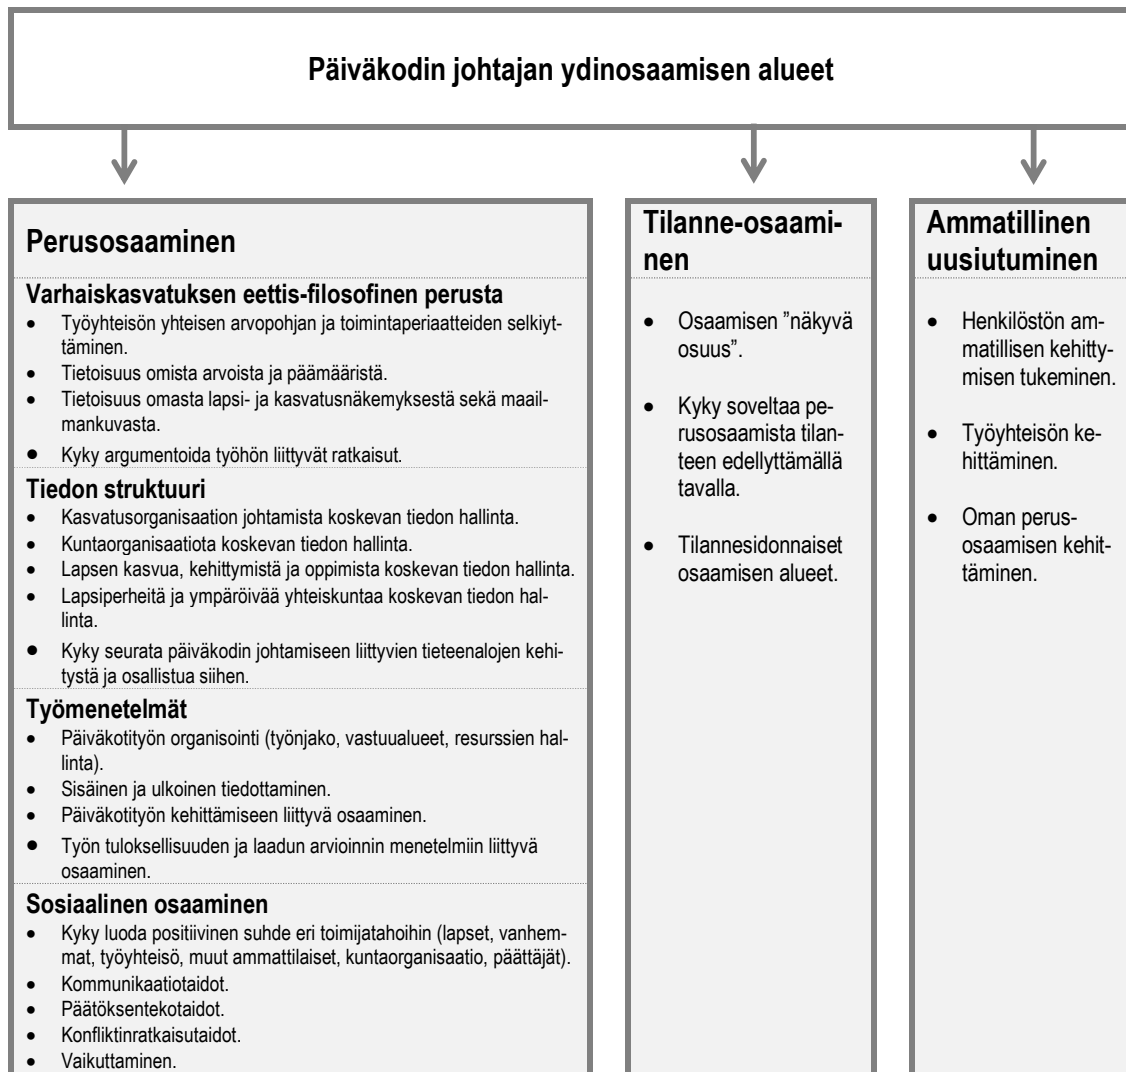 Päiväkodin johtajan ydinosaamisen alueet
Perusosaaminen
Varhaiskasvatuksen eettis-filosofinen perusta
• Työyhteisön yhteisen arvopohjan ja toimintaperiaatteiden selkiyt-
täminen.
• Tietoisuus omista arvoista ja päämääristä.
• Tietoisuus omasta lapsi- ja kasvatusnäkemyksestä sekä maail-
mankuvasta.
• Kyky argumentoida työhön liittyvät ratkaisut.
Tiedon struktuuri
• Kasvatusorganisaation johtamista koskevan tiedon hallinta.
• Kuntaorganisaatiota koskevan tiedon hallinta.
• Lapsen kasvua, kehittymistä ja oppimista koskevan tiedon hallinta.
• Lapsiperheitä ja ympäröivää yhteiskuntaa koskevan tiedon hal-
linta.
• Kyky seurata päiväkodin johtamiseen liittyvien tieteenalojen kehi-
tystä ja osallistua siihen.
Työmenetelmät
• Päiväkotityön organisointi (työnjako, vastuualueet, resurssien hal-
linta).
• Sisäinen ja ulkoinen tiedottaminen.
• Päiväkotityön kehittämiseen liittyvä osaaminen.
• Työn tuloksellisuuden ja laadun arvioinnin menetelmiin liittyvä
osaaminen.
Sosiaalinen osaaminen
• Kyky luoda positiivinen suhde eri toimijatahoihin (lapset, vanhem-
mat, työyhteisö, muut ammattilaiset, kuntaorganisaatio, päättäjät).
• Kommunikaatiotaidot.
• Päätöksentekotaidot.
• Konfliktinratkaisutaidot.
• Vaikuttaminen.
Tilanne-osaami-
nen
• Osaamisen ”näkyvä
osuus”.
• Kyky soveltaa pe-
rusosaamista tilan-
teen edellyttämällä
tavalla.
• Tilannesidonnaiset
osaamisen alueet.
Ammatillinen
uusiutuminen
• Henkilöstön am-
matillisen kehitty-
misen tukeminen.
• Työyhteisön ke-
hittäminen.
• Oman perus-
osaamisen kehit-
täminen.